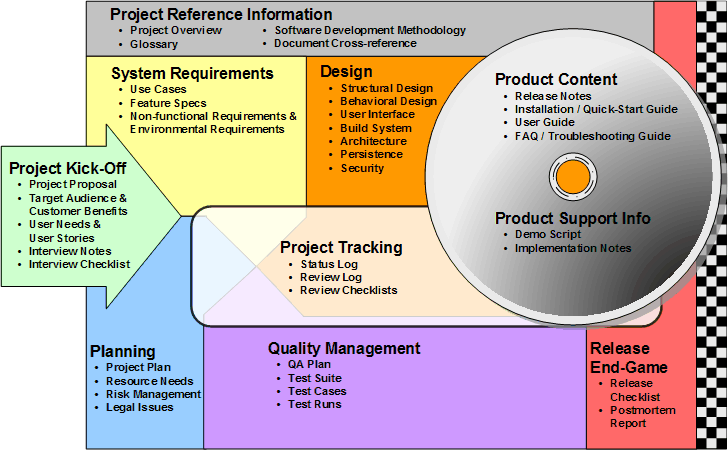 Project Reference Information
• Project Overview
• Glossary
• Software Development Methodology
• Document Cross-reference
System Requirements
• Use Cases
• Feature Specs
• Non-functional Requirements &
Environmental Requirements
Design
• Structural Design
• Behavioral Design
• User Interface
• Build System
• Architecture
• Persistence
• Security
Product Content
• Release Notes
• Installation / Quick-Start Guide
• User Guide
• FAQ / Troubleshooting Guide
Project Kick-Off
• Project Proposal
• Target Audience &
Customer Benefits
• User Needs &
User Stories
• Interview Notes
• Interview Checklist
Project Tracking
• Status Log
• Review Log
• Review Checklists
Product Support Info
• Demo Script
• Implementation Notes
Planning
• Project Plan
• Resource Needs
• Risk Management
• Legal Issues
Quality Management
• QA Plan
• Test Suite
• Test Cases
• Test Runs
Release
End-Game
• Release
Checklist
• Postmortem
Report